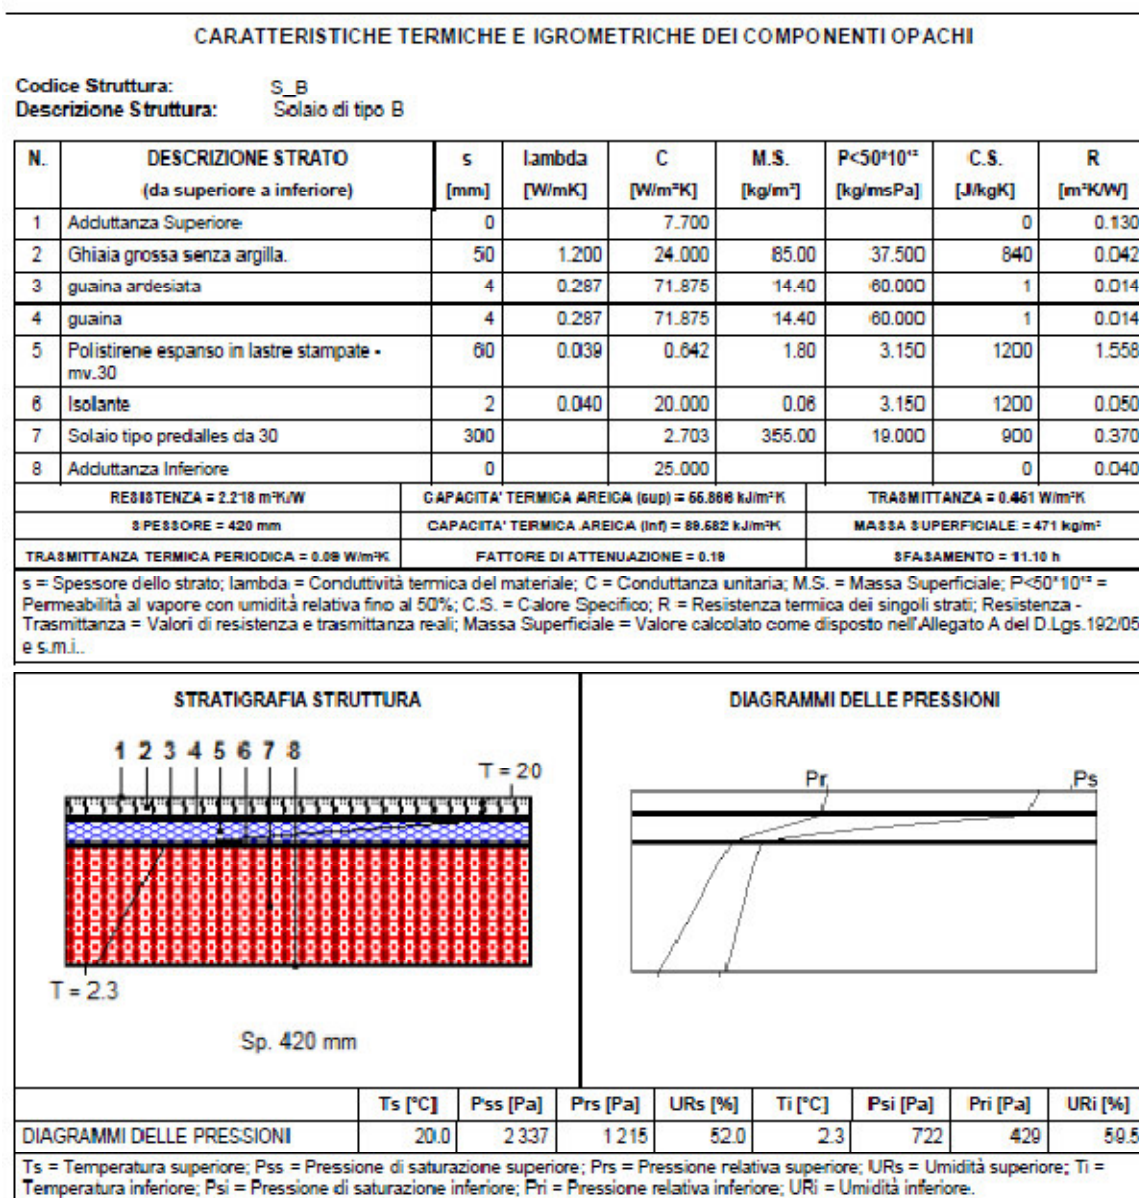 CARATTERISTICHE TERMICHE E IGROMETRICHE DEI COMPONENTI OPACHI
Codice Struttura: S_B
Descrizione Struttura: Solaio di tipo B
N. DESCRIZIONE STRATO s lambda C M.S. P<50*10¹² C.S. R
(da superiore a inferiore) [mm] [W/mK] [W/m²K] [kg/m²] [kg/msPa] [J/kgK] [m²K/W]
1 Adduttanza Superiore 0 7.700 0 0.130
2 Ghiaia grossa senza argilla. 50 1.200 24.000 85.00 37.500 840 0.042
3 guaina ardesiata 4 0.287 71.875 14.40 60.000 1 0.014
4 guaina 4 0.287 71.875 14.40 60.000 1 0.014
5 Polistirene espanso in lastre stampate - 60 0.039 0.642 1.80 3.150 1200 1.558
mv.30
6 Isolante 2 0.040 20.000 0.06 3.150 1200 0.050
7 Solaio tipo predalles da 30 300 2.703 355.00 19.000 900 0.370
8 Adduttanza Inferiore 0 25.000 0 0.040
RESISTENZA = 2.218 m²K/W CAPACITA' TERMICA AREICA (sup) = 55.866 kJ/m²K TRASMITTANZA = 0.451 W/m²K
SPESSORE = 420 mm CAPACITA' TERMICA AREICA (inf) = 89.582 kJ/m²K MASSA SUPERFICIALE = 471 kg/m²
TRASMITTANZA TERMICA PERIODICA = 0.09 W/m²K FATTORE DI ATTENUAZIONE = 0.19 SFASAMENTO = 11.10 h
s = Spessore dello strato; lambda = Conduttività termica del materiale; C = Conduttanza unitaria; M.S. = Massa Superficiale; P<50*10¹² =
Permeabilità al vapore con umidità relativa fino al 50%; C.S. = Calore Specifico; R = Resistenza termica dei singoli strati; Resistenza -
Trasmittanza = Valori di resistenza e trasmittanza reali; Massa Superficiale = Valore calcolato come disposto nell'Allegato A del D.Lgs.192/05
e s.m.i..
STRATIGRAFIA STRUTTURA
1 2 3 4 5 6 7 8
T = 20
T = 2.3
Sp. 420 mm
DIAGRAMMI DELLE PRESSIONI
Pr Ps
Ts [°C] Pss [Pa] Prs [Pa] URs [%] Ti [°C] Psi [Pa] Pri [Pa] URi [%]
DIAGRAMMI DELLE PRESSIONI 20.0 2 337 1 215 52.0 2.3 722 429 59.5
Ts = Temperatura superiore; Pss = Pressione di saturazione superiore; Prs = Pressione relativa superiore; URs = Umidità superiore; Ti =
Temperatura inferiore; Psi = Pressione di saturazione inferiore; Pri = Pressione relativa inferiore; URi = Umidità inferiore.